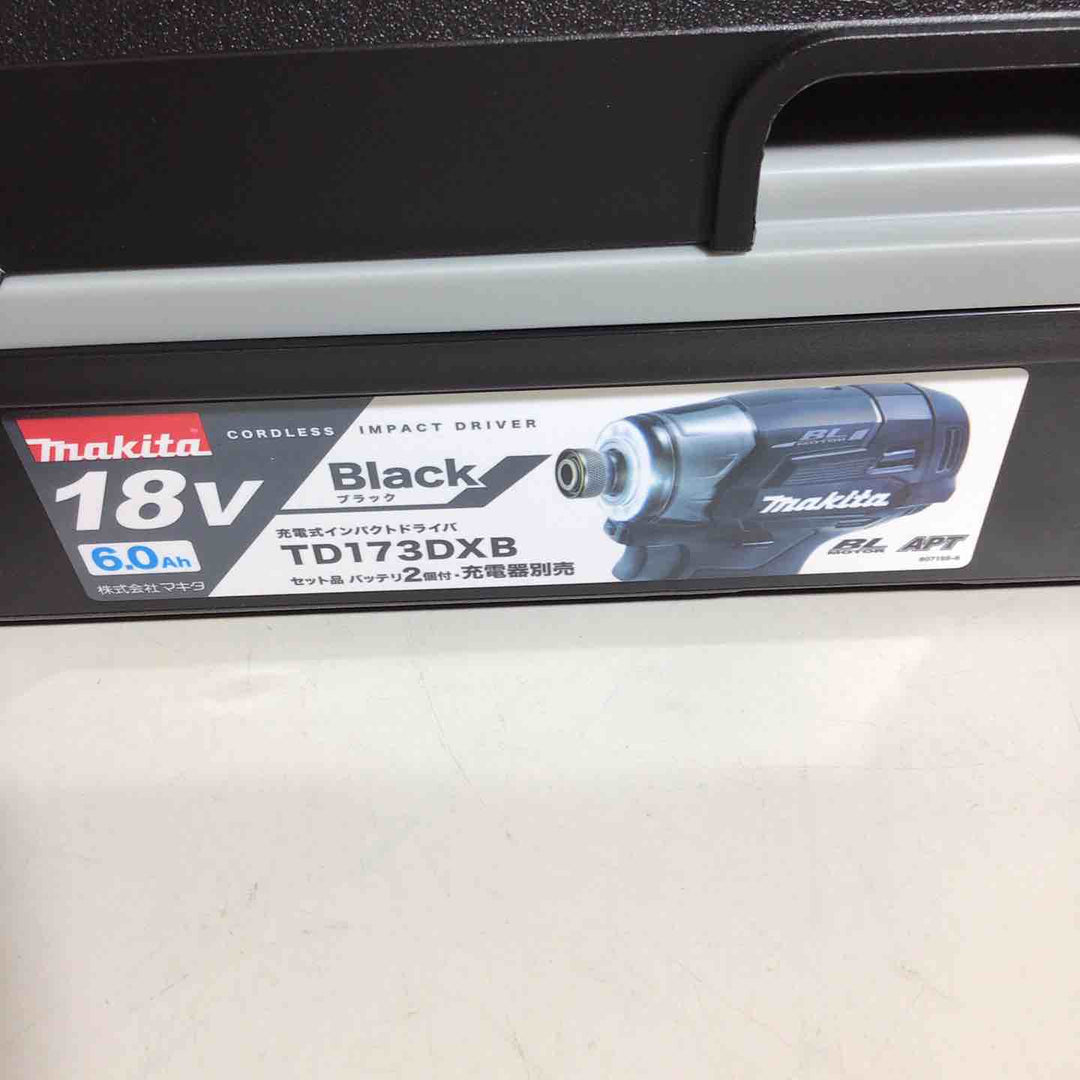 makita
CORDLESS IMPACT DRIVER
18V
Black
ブラック
6.0Ah
充電式インパクトドライバ
TD173DXB
セット品 バッテリ2個付・充電器別売
株式会社マキタ
BL
MOTOR
makita
BL
MOTOR
APT